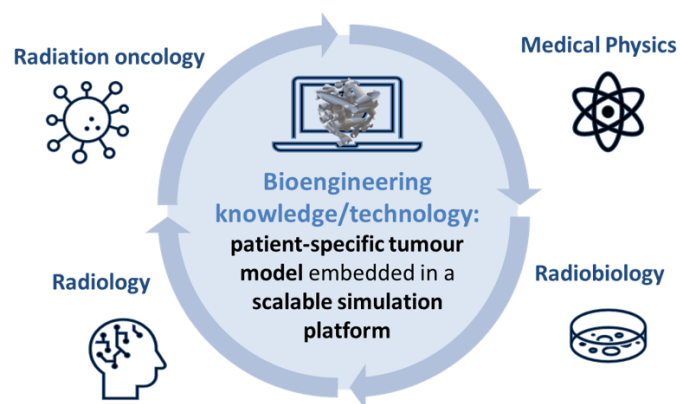 Radiation oncology
Medical Physics
Bioengineering
knowledge/technology:
patient-specific tumour
model embedded in a
scalable simulation
platform
Radiology
Radiobiology